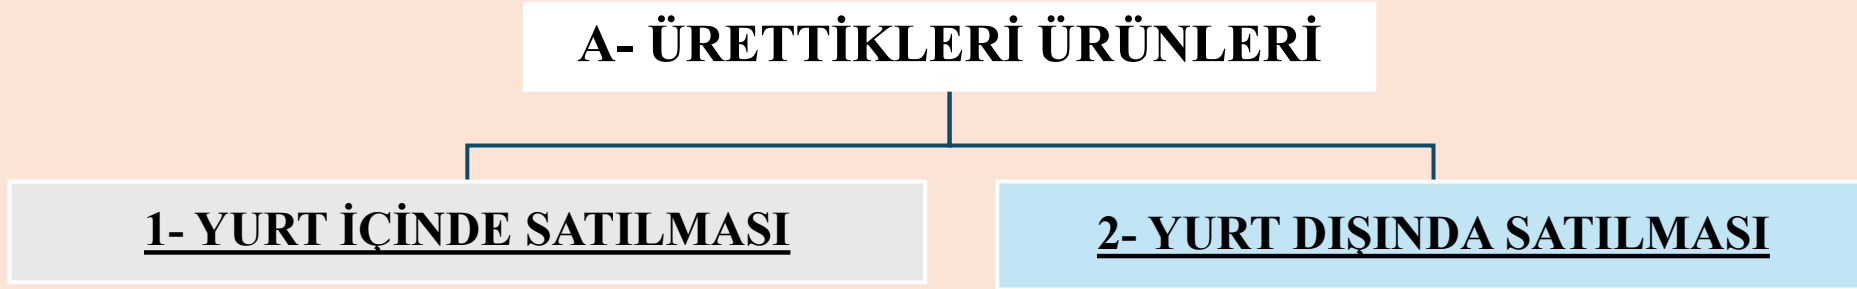 A- ÜRETTİKLERİ ÜRÜNLERİ
1- YURT İÇİNDE SATILMASI
2- YURT DIŞINDA SATILMASI